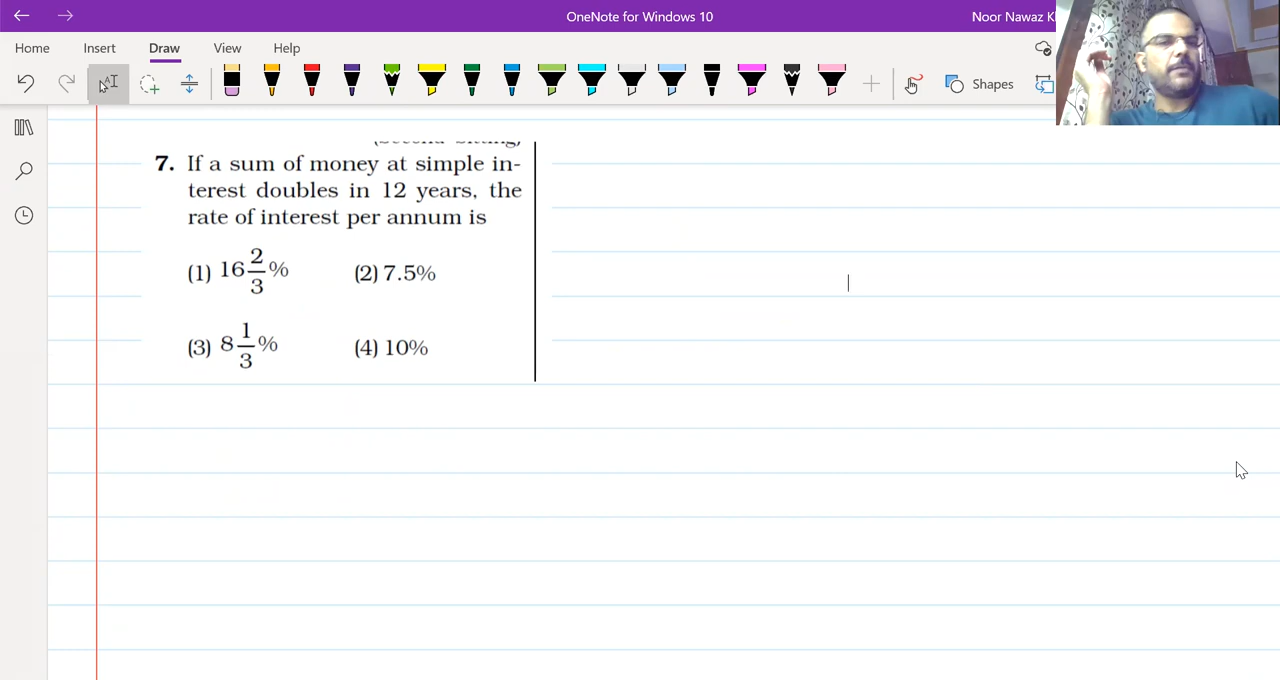 OneNote for Windows 10
Noor Nawaz
Home Insert Draw View Help
Shapes
7. If a sum of money at simple in-
terest doubles in 12 years, the
rate of interest per annum is
(1) 16 2/3 % (2) 7.5%
(3) 8 1/3 % (4) 10%